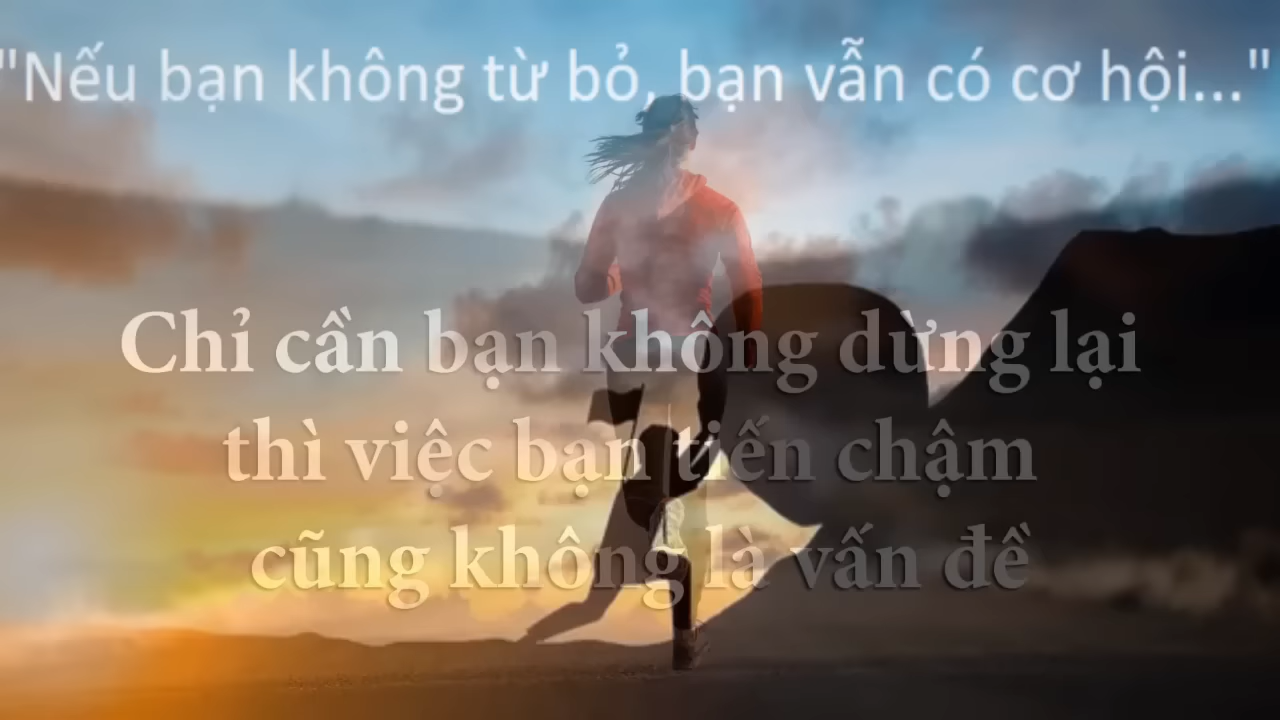 "Nếu bạn không từ bỏ, bạn vẫn có cơ hội..."
Chỉ cần bạn không dừng lại
thì việc bạn tiến chậm
cũng không là vấn đề